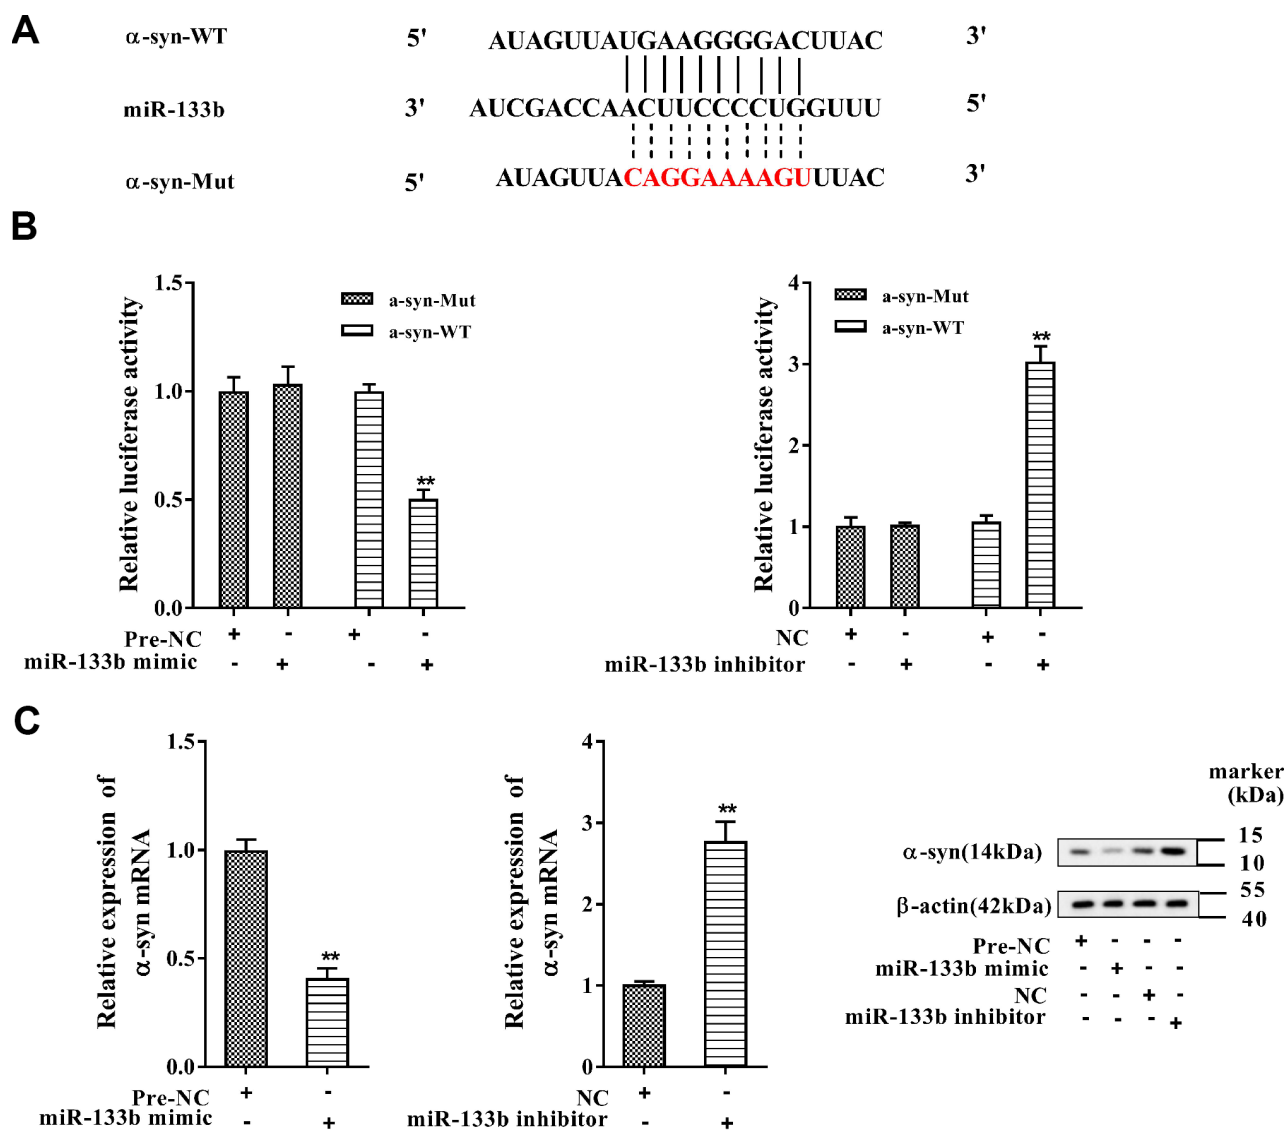 A
α-syn-WT 5' AUAGUUAUGAAGGGGACUUAC 3'
miR-133b 3' AUCGACCAACUUCCCCUGGUUU 5'
α-syn-Mut 5' AUAGUUACAGGAAAAGUUUAC 3'
B
Relative luciferase activity
1.5
1.0
0.5
0.0
a-syn-Mut
a-syn-WT
**
Pre-NC + - + -
miR-133b mimic - + - +
Relative luciferase activity
4
3
2
1
0
a-syn-Mut
a-syn-WT
**
NC + - + -
miR-133b inhibitor - + - +
C
Relative expression of
α-syn mRNA
1.5
1.0
0.5
0.0
**
Pre-NC + -
miR-133b mimic - +
Relative expression of
α-syn mRNA
4
3
2
1
0
**
NC + -
miR-133b inhibitor - +
marker
(kDa)
α-syn(14kDa) 15
10
β-actin(42kDa) 55
40
Pre-NC + - - -
miR-133b mimic - + - -
NC - - + -
miR-133b inhibitor - - - +